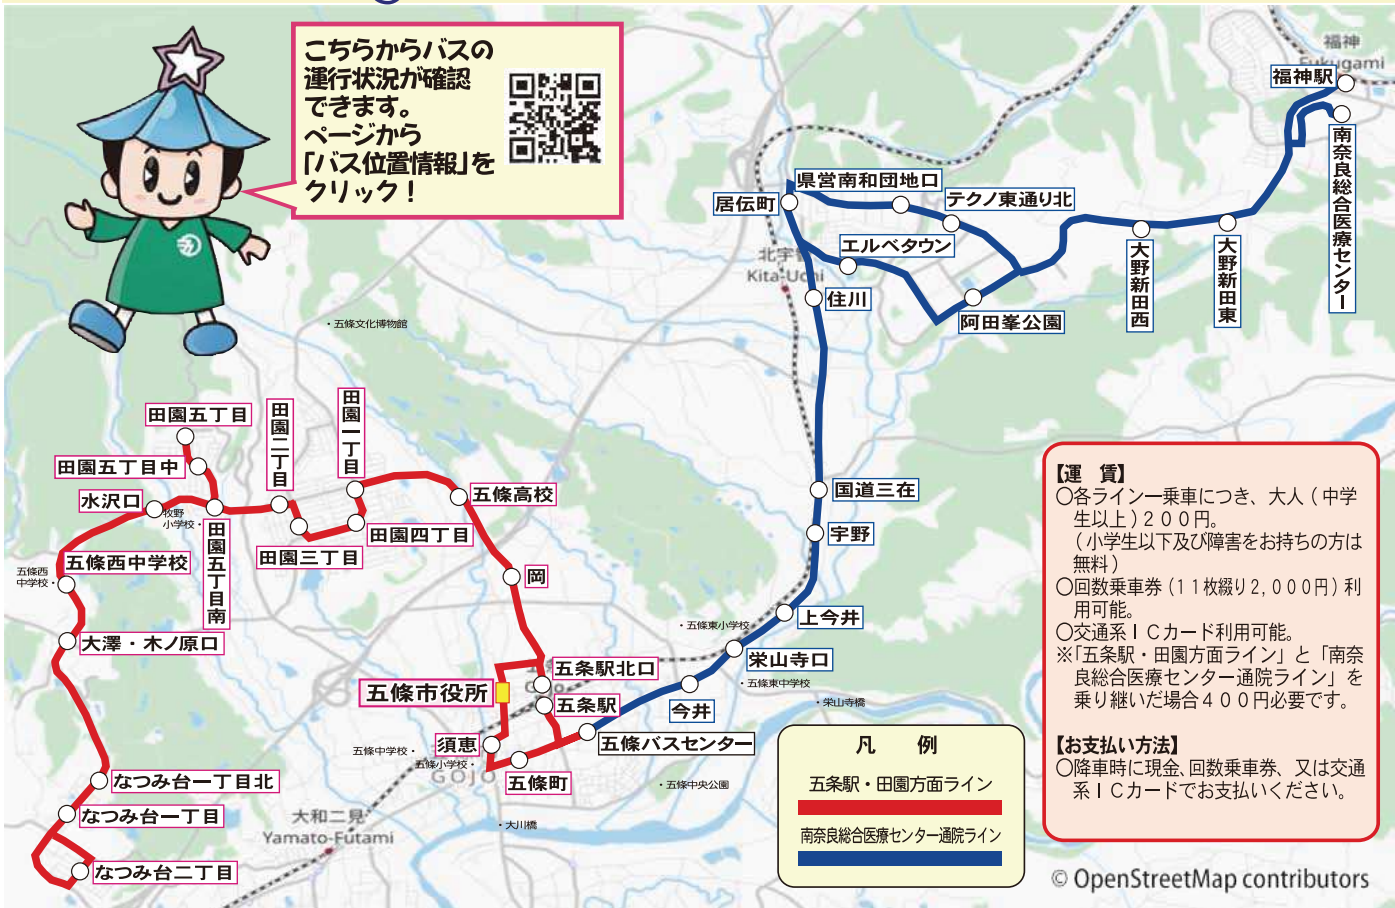 こちらからバスの
運行状況が確認
できます。
ページから
「バス位置情報」を
クリック！
福神
Fukugami
福神駅
南奈良総合医療センター
県営南和団地口
居伝町
テクノ東通り北
エルベタウン
Kita-Uchi
住川
阿田峯公園
大野新田西
大野新田東
・五條文化博物館
田園五丁目
田園五丁目中
田園二丁目
田園一丁目
水沢口
牧野
小学校・
田園五丁目南
田園三丁目
田園四丁目
五條高校
国道三在
宇野
五條西
中学校・
五條西中学校
岡
上今井
・五條東小学校
大澤・木ノ原口
栄山寺口
五条駅北口
・五條東中学校
五條市役所
五条駅
今井
・栄山寺橋
須恵
五條バスセンター
五條中学校・
五條小学校・
GOJO
五條町
・五條中央公園
なつみ台一丁目北
なつみ台一丁目
なつみ台二丁目
大和二見
Yamato-Futami
・大川橋
凡　例
五条駅・田園方面ライン
南奈良総合医療センター通院ライン
【運　賃】
○各ライン一乗車につき、大人（中学
生以上）２００円。
（小学生以下及び障害をお持ちの方は
無料）
○回数乗車券（１１枚綴り２,０００円）利
用可能。
○交通系ＩＣカード利用可能。
※「五条駅・田園方面ライン」と「南奈
良総合医療センター通院ライン」を
乗り継いだ場合４００円必要です。
【お支払い方法】
○降車時に現金、回数乗車券、又は交通
系ＩＣカードでお支払いください。
© OpenStreetMap contributors